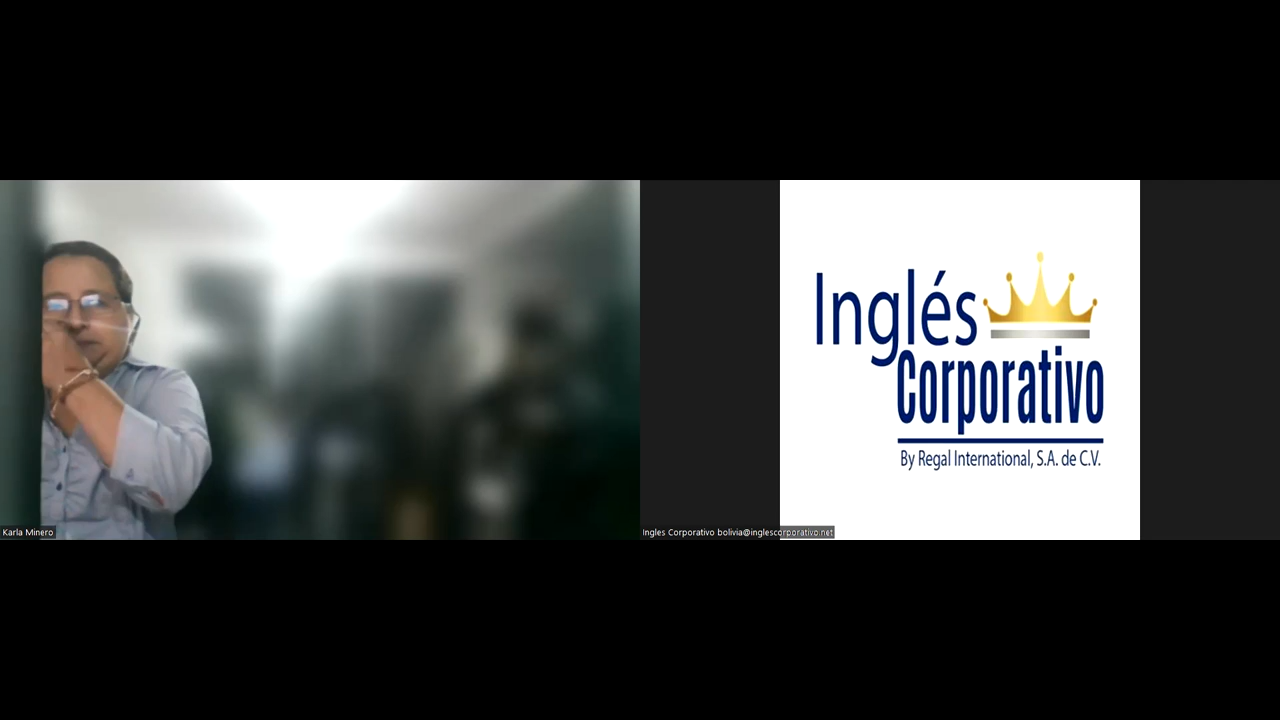 Inglés
Corporativo
By Regal International, S.A. de C.V.
Karla Minero
Ingles Corporativo bolivia@inglescorporativo.net